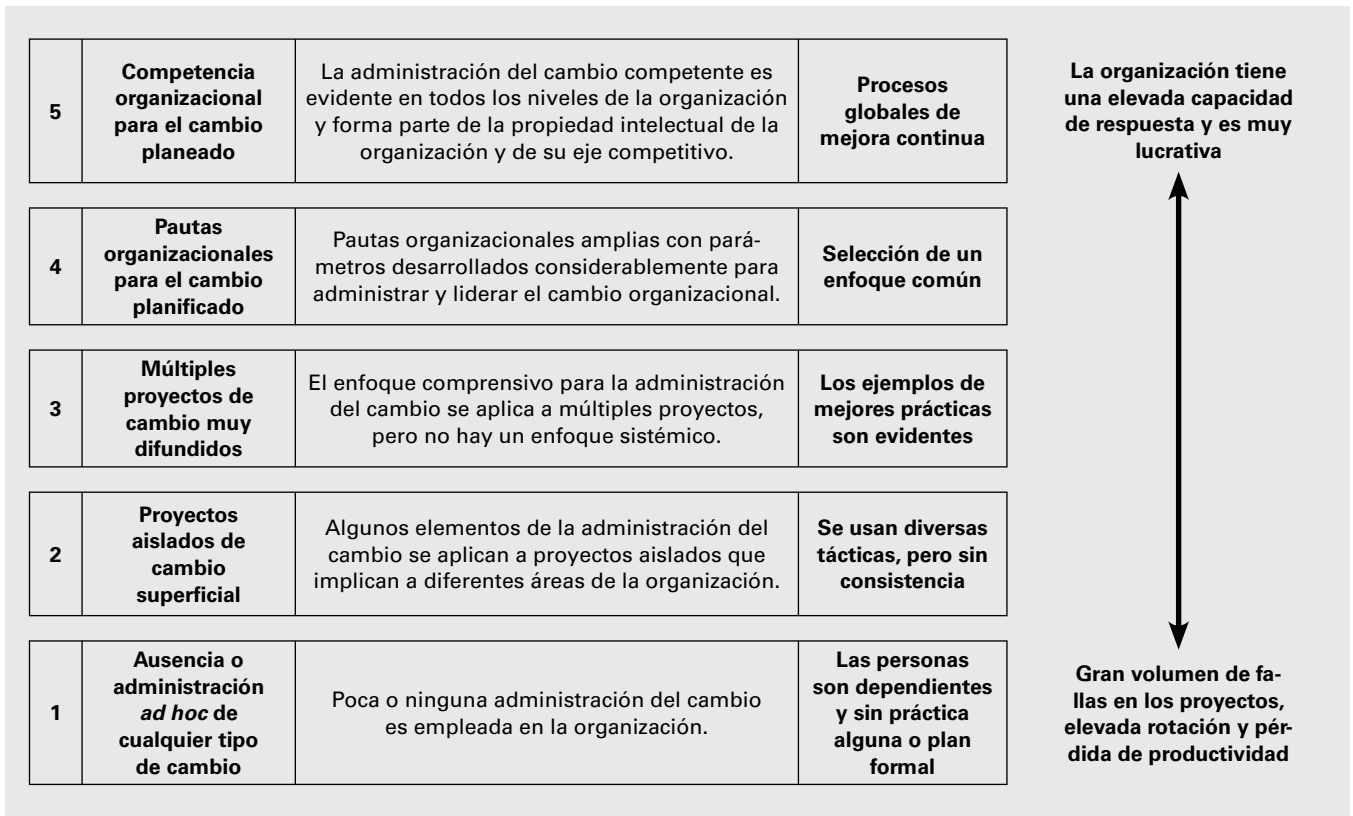 5
Competencia
organizacional
para el cambio
planeado
La administración del cambio competente es
evidente en todos los niveles de la organización
y forma parte de la propiedad intelectual de la
organización y de su eje competitivo.
Procesos
globales de
mejora continua
La organización tiene
una elevada capacidad
de respuesta y es muy
lucrativa
4
Pautas
organizacionales
para el cambio
planificado
Pautas organizacionales amplias con pará-
metros desarrollados considerablemente para
administrar y liderar el cambio organizacional.
Selección de un
enfoque común
3
Múltiples
proyectos de
cambio muy
difundidos
El enfoque comprensivo para la administración
del cambio se aplica a múltiples proyectos,
pero no hay un enfoque sistémico.
Los ejemplos de
mejores prácticas
son evidentes
2
Proyectos
aislados de
cambio
superficial
Algunos elementos de la administración del
cambio se aplican a proyectos aislados que
implican a diferentes áreas de la organización.
Se usan diversas
tácticas, pero sin
consistencia
1
Ausencia o
administración
ad hoc de
cualquier tipo
de cambio
Poca o ninguna administración del cambio
es empleada en la organización.
Las personas
son dependientes
y sin práctica
alguna o plan
formal
Gran volumen de fa-
llas en los proyectos,
elevada rotación y pér-
dida de productividad